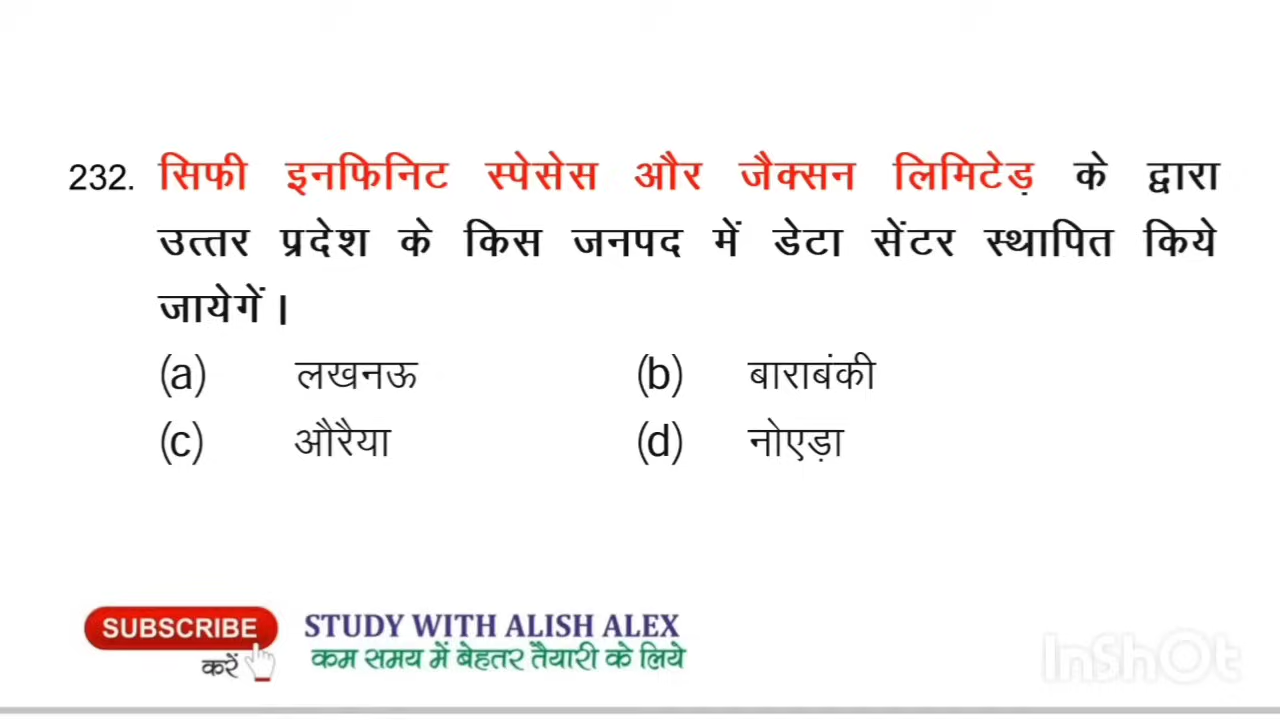 232. सिफी इनफिनिट स्पेसेस और जैक्सन लिमिटेड़ के द्वारा
उत्तर प्रदेश के किस जनपद में डेटा सेंटर स्थापित किये
जायेगें।
(a) लखनऊ (b) बाराबंकी
(c) औरैया (d) नोएड़ा
SUBSCRIBE STUDY WITH ALISH ALEX
करें कम समय में बेहतर तैयारी के लिये
InShOt